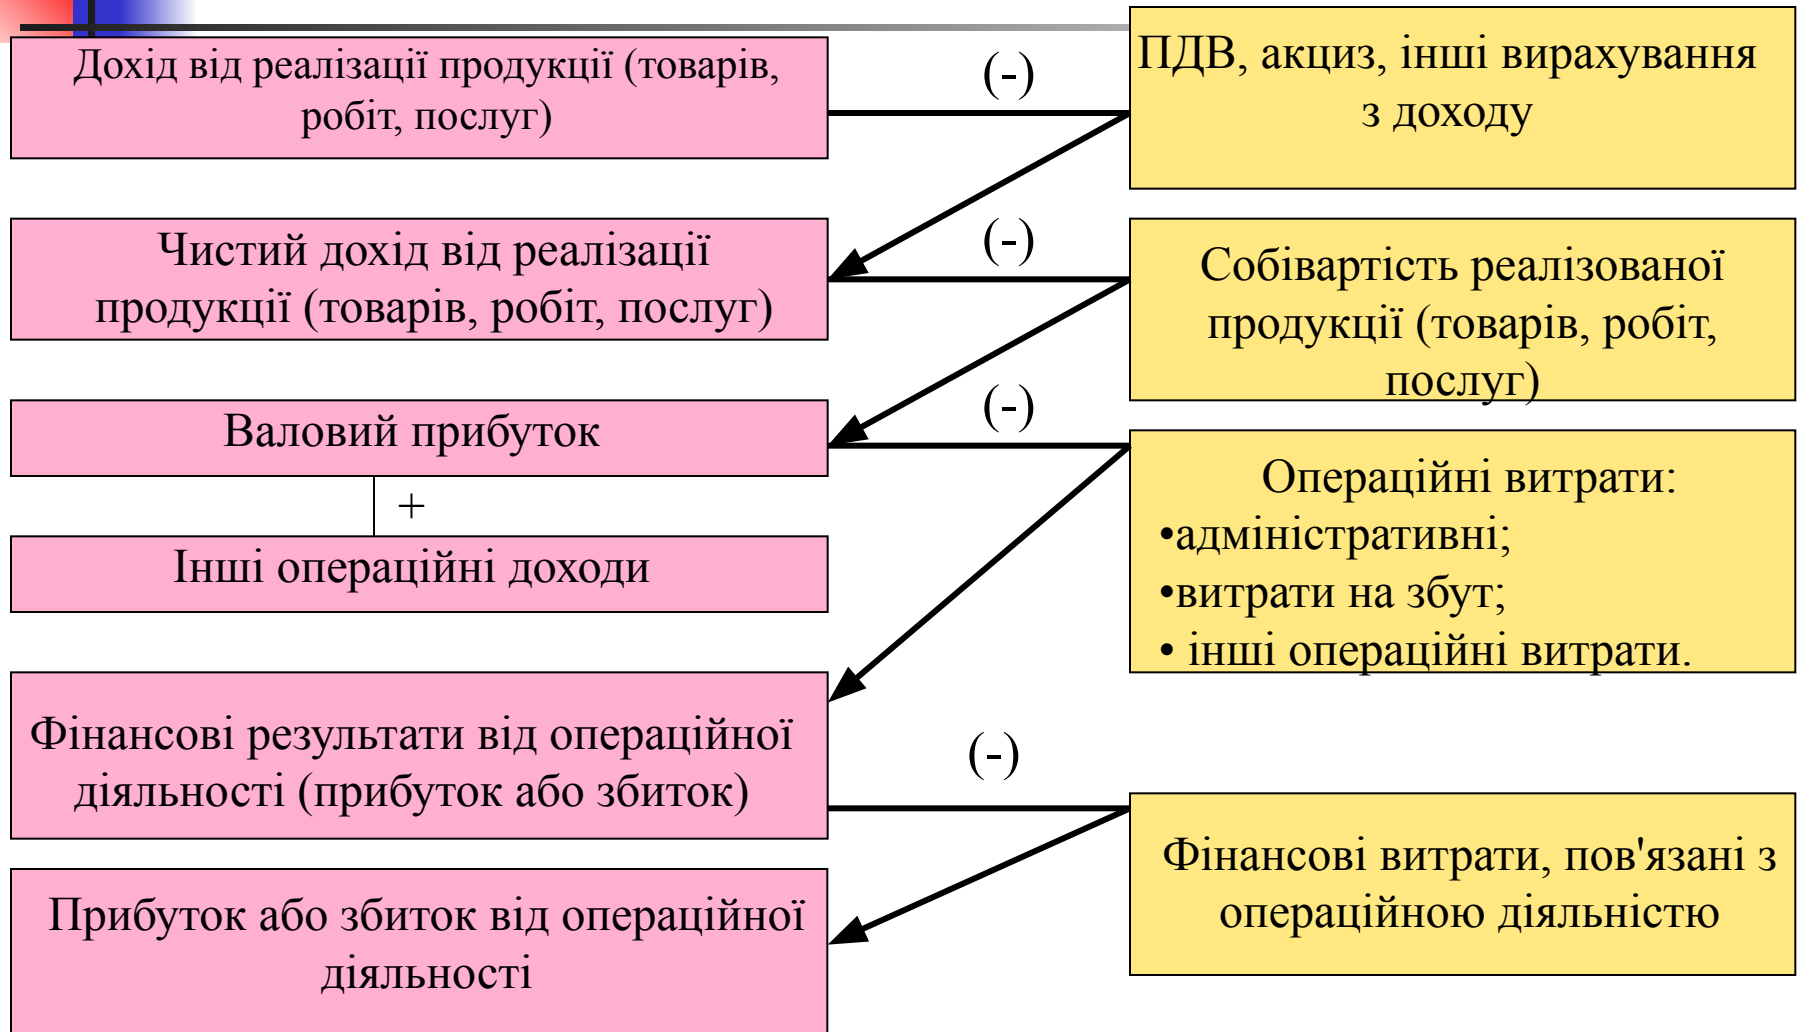 Дохід від реалізації продукції (товарів,
робіт, послуг)
(-)
ПДВ, акциз, інші вирахування
з доходу
Чистий дохід від реалізації
продукції (товарів, робіт, послуг)
(-)
Собівартість реалізованої
продукції (товарів, робіт,
послуг)
Валовий прибуток
(-)
+
Інші операційні доходи
Операційні витрати:
•адміністративні;
•витрати на збут;
• інші операційні витрати.
Фінансові результати від операційної
діяльності (прибуток або збиток)
(-)
Фінансові витрати, пов'язані з
операційною діяльністю
Прибуток або збиток від операційної
діяльності